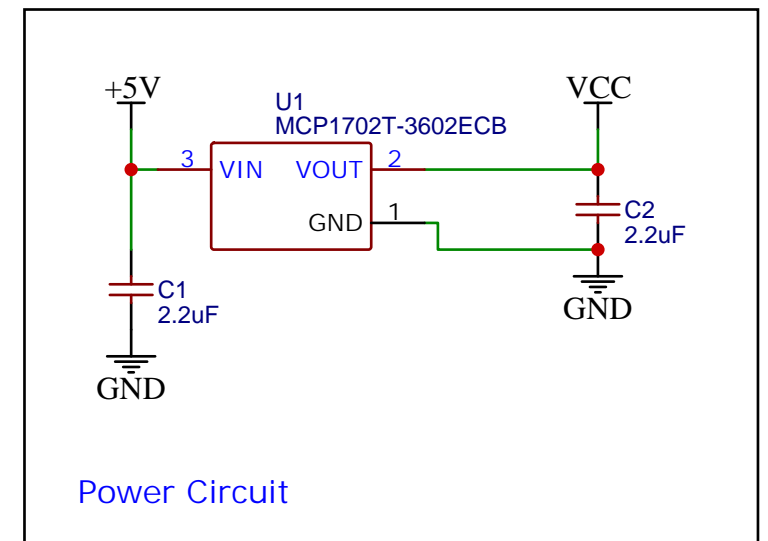 +5V
VCC
U1
MCP1702T-3602ECB
3
VIN
VOUT
2
GND
1
C2
2.2uF
C1
2.2uF
GND
GND
Power Circuit